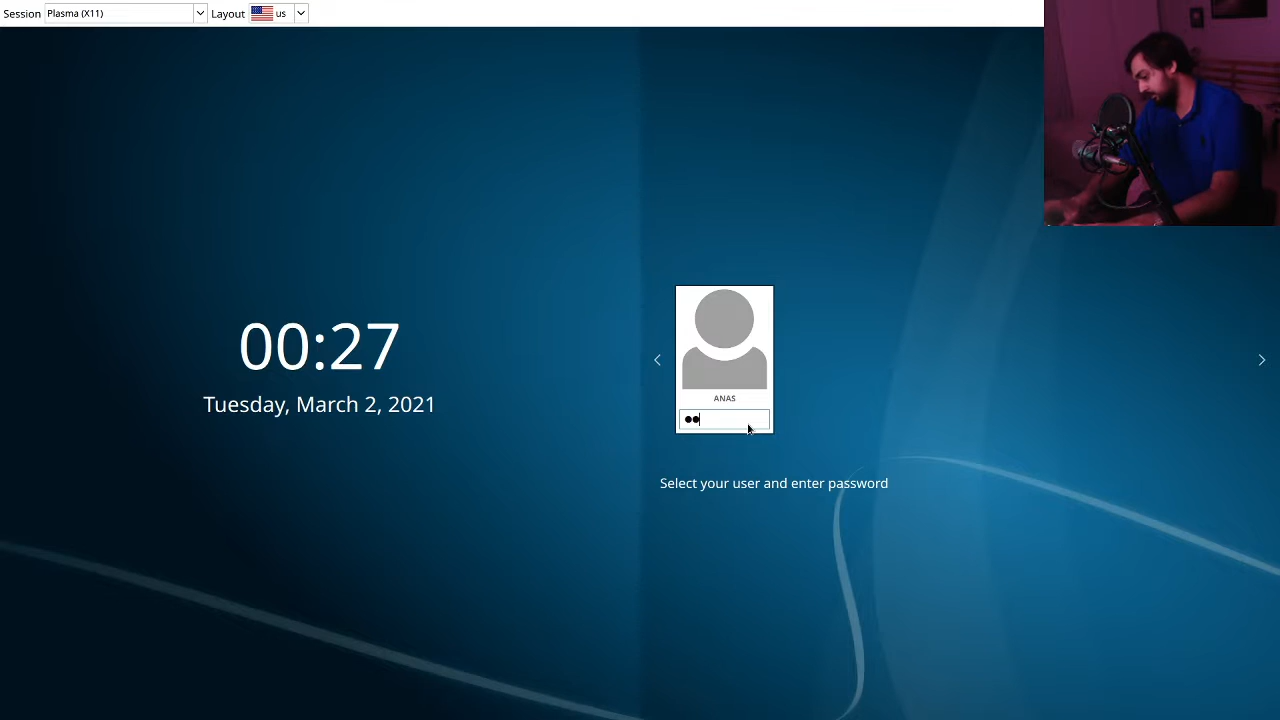 Session Plasma (X11) Layout us
00:27
Tuesday, March 2, 2021
ANAS
Select your user and enter password